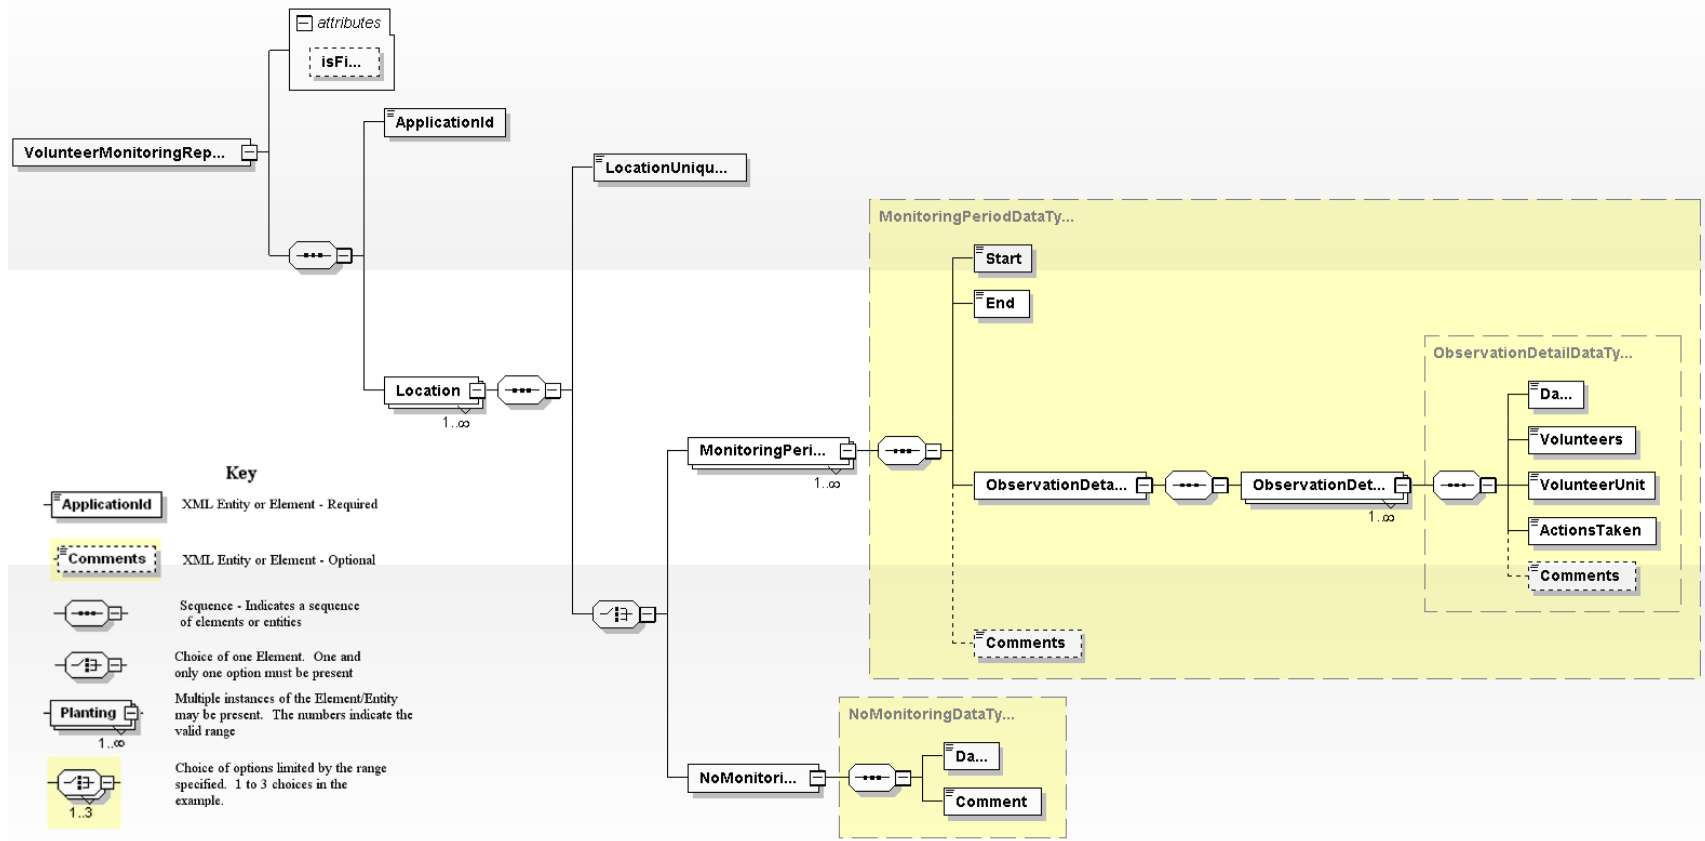 attributes
isFi...
ApplicationId
VolunteerMonitoringRep...
LocationUniqu...
MonitoringPeriodDataTy...
Start
End
ObservationDetailDataTy...
Location
1..∞
Da...
Volunteers
MonitoringPeri...
1..∞
ObservationDeta...
ObservationDet...
1..∞
VolunteerUnit
ActionsTaken
Comments
Comments
NoMonitoringDataTy...
NoMonitori...
Da...
Comment
Key
ApplicationId
XML Entity or Element - Required
Comments
XML Entity or Element - Optional
Sequence - Indicates a sequence
of elements or entities
Choice of one Element. One and
only one option must be present
Planting
1..∞
Multiple instances of the Element/Entity
may be present. The numbers indicate the
valid range
1..3
Choice of options limited by the range
specified. 1 to 3 choices in the
example.